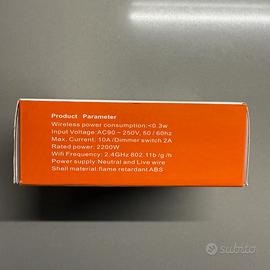 Product Parameter
Wireless power consumption:<0.3w
Input Voltage:AC90 – 250V, 50 / 60hz
Max. Current: 10A /Dimmer switch 2A
Rated power: 2200W
Wifi Frequency: 2.4GHz 802.11b /g /h
Power supply: Neutral and Live wire
Shell material:flame retardant ABS
subito